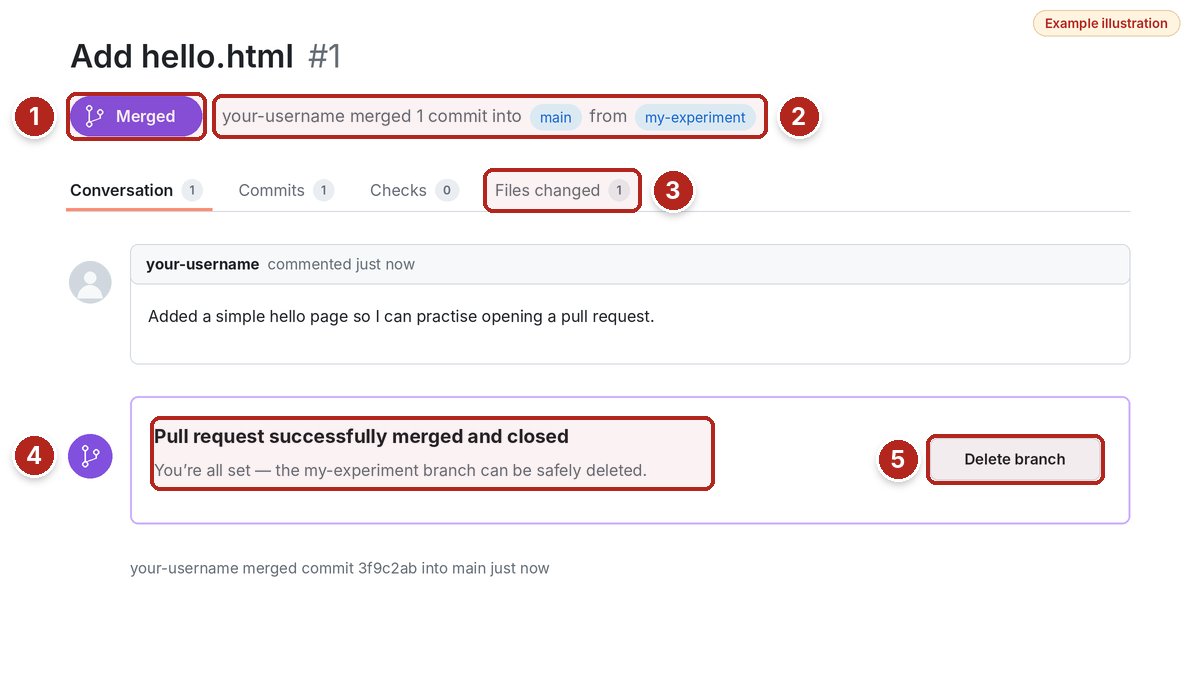 Example illustration
Add hello.html #1
1 Merged your-username merged 1 commit into main from my-experiment 2
Conversation 1 Commits 1 Checks 0 Files changed 1 3
your-username commented just now
Added a simple hello page so I can practise opening a pull request.
4 Pull request successfully merged and closed
You’re all set — the my-experiment branch can be safely deleted.
5 Delete branch
your-username merged commit 3f9c2ab into main just now